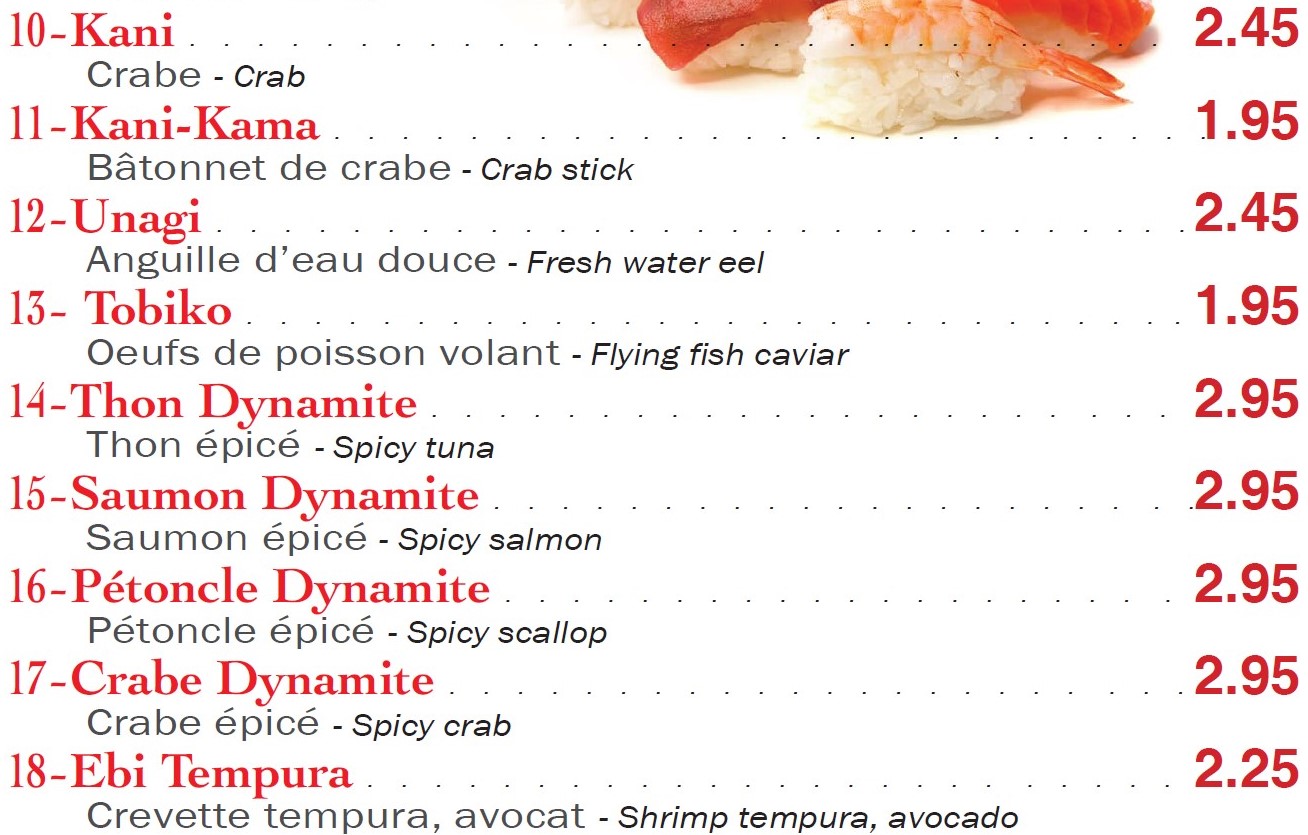 10-Kani . . . . . . . . . . . . . . . . . . . . . . . . . . . . . 2.45
Crabe - Crab
11-Kani-Kama . . . . . . . . . . . . . . . . . . . . . . . . . . 1.95
Bâtonnet de crabe - Crab stick
12-Unagi . . . . . . . . . . . . . . . . . . . . . . . . . . . . . 2.45
Anguille d’eau douce - Fresh water eel
13- Tobiko . . . . . . . . . . . . . . . . . . . . . . . . . . . . 1.95
Oeufs de poisson volant - Flying fish caviar
14-Thon Dynamite . . . . . . . . . . . . . . . . . . . . . . 2.95
Thon épicé - Spicy tuna
15-Saumon Dynamite . . . . . . . . . . . . . . . . . . . . . 2.95
Saumon épicé - Spicy salmon
16-Pétoncle Dynamite . . . . . . . . . . . . . . . . . . . 2.95
Pétoncle épicé - Spicy scallop
17-Crabe Dynamite . . . . . . . . . . . . . . . . . . . . . . 2.95
Crabe épicé - Spicy crab
18-Ebi Tempura . . . . . . . . . . . . . . . . . . . . . . . . 2.25
Crevette tempura, avocat - Shrimp tempura, avocado